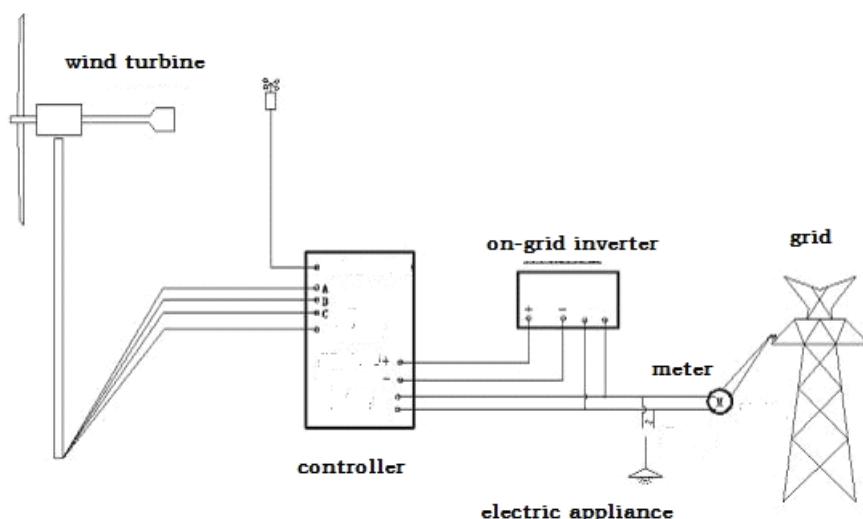 wind turbine
on-grid inverter
grid
A
B
C
+
−
+ −
meter
M
controller
electric appliance